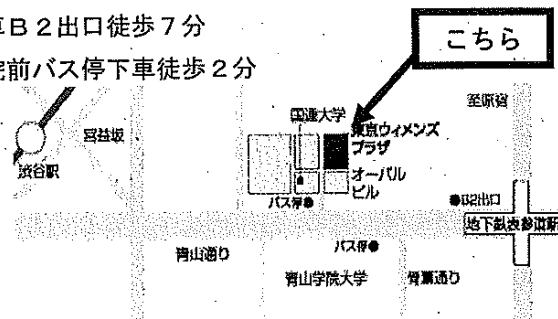 車B2出口徒歩7分
院前バス停下車徒歩2分
こちら
国連大学
至原宿
宮益坂
東京ウィメンズ
プラザ
渋谷駅
オーバル
ビル
バス停
B2出口
地下鉄表参道駅
青山通り
バス停
青山学院大学
骨董通り